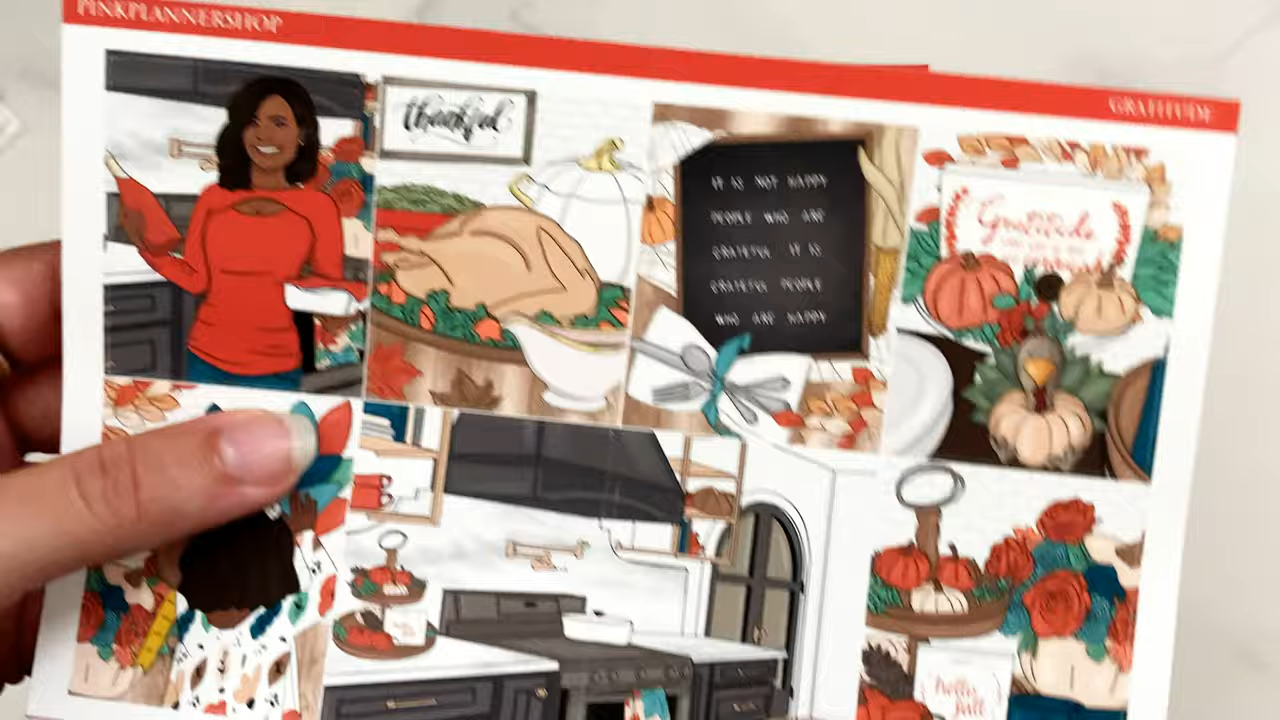 PINKPLANNERSHOP
GRATITUDE
thankful
IT IS NOT HAPPY
PEOPLE WHO ARE
GRATEFUL IT IS
GRATEFUL PEOPLE
WHO ARE HAPPY
Gratitude
hello
fall